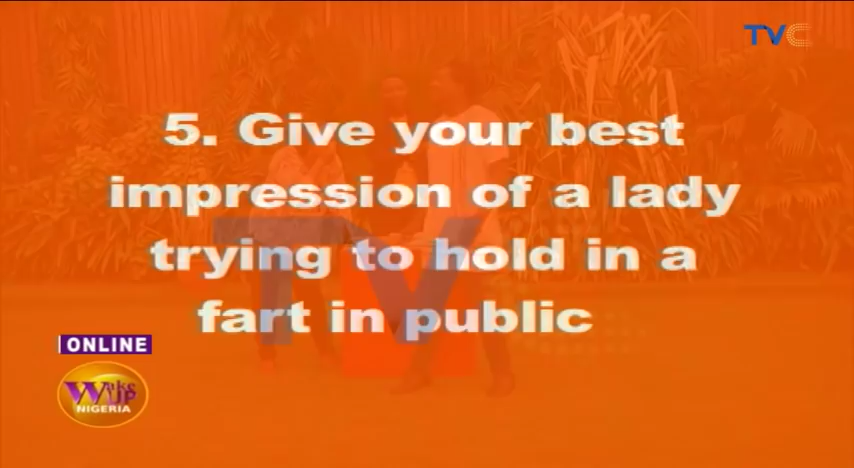 TVC
5. Give your best
impression of a lady
trying to hold in a
fart in public
ONLINE
Wake
UP
NIGERIA